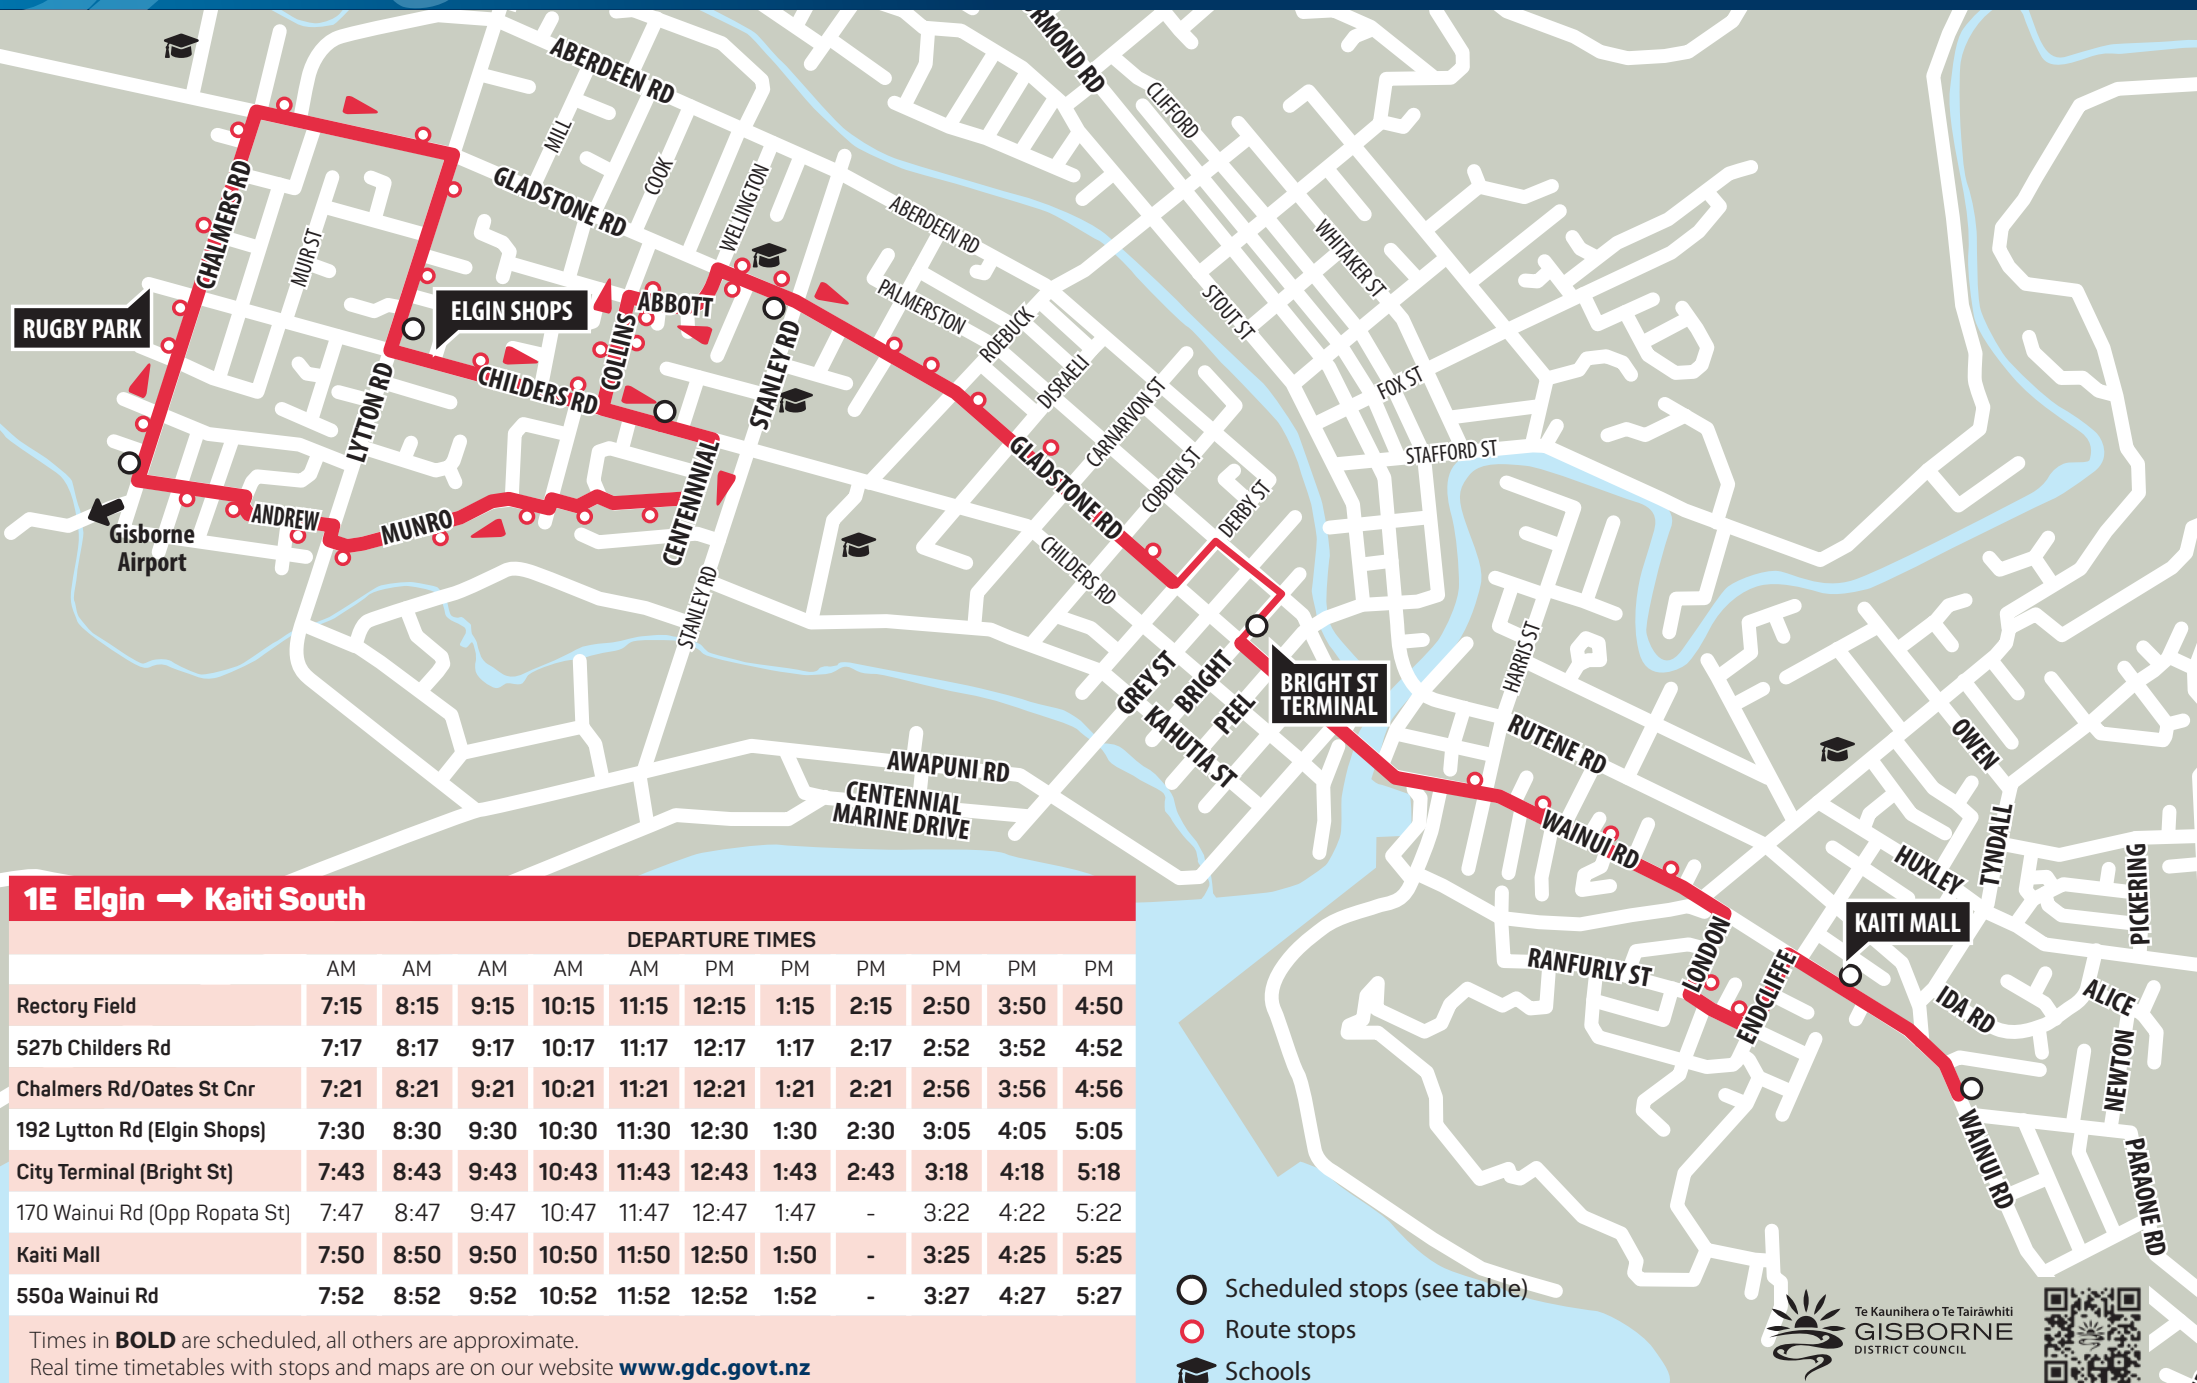 ORMOND RD
ABERDEEN RD
CLIFFORD
MILL
COOK
WELLINGTON
GLADSTONE RD
ABERDEEN RD
CHALMERS RD
MUIR ST
WHITAKER ST
PALMERSTON
STOUT ST
RUGBY PARK
ELGIN SHOPS
ABBOTT
COLLINS
STANLEY RD
ROEBUCK
DISRAELI
FOX ST
CHILDERS RD
LYTTON RD
CARNARVON ST
STAFFORD ST
COBDEN ST
GLADSTONE RD
DERBY ST
CENTENNNIAL
ANDREW
MUNRO
Gisborne
Airport
CHILDERS RD
STANLEY RD
HARRIS ST
GREY ST
BRIGHT
PEEL
BRIGHT ST
TERMINAL
KAHUTIA ST
RUTENE RD
OWEN
AWAPUNI RD
CENTENNIAL
MARINE DRIVE
WAINUI RD
TYNDALL
HUXLEY
PICKERING
KAITI MALL
LONDON
RANFURLY ST
ENDCLIFFE
IDA RD
ALICE
NEWTON
WAINUI RD
PARAONE RD
1E Elgin → Kaiti South
DEPARTURE TIMES
AM AM AM AM AM PM PM PM PM PM PM
Rectory Field 7:15 8:15 9:15 10:15 11:15 12:15 1:15 2:15 2:50 3:50 4:50
527b Childers Rd 7:17 8:17 9:17 10:17 11:17 12:17 1:17 2:17 2:52 3:52 4:52
Chalmers Rd/Oates St Cnr 7:21 8:21 9:21 10:21 11:21 12:21 1:21 2:21 2:56 3:56 4:56
192 Lytton Rd (Elgin Shops) 7:30 8:30 9:30 10:30 11:30 12:30 1:30 2:30 3:05 4:05 5:05
City Terminal (Bright St) 7:43 8:43 9:43 10:43 11:43 12:43 1:43 2:43 3:18 4:18 5:18
170 Wainui Rd (Opp Ropata St) 7:47 8:47 9:47 10:47 11:47 12:47 1:47 - 3:22 4:22 5:22
Kaiti Mall 7:50 8:50 9:50 10:50 11:50 12:50 1:50 - 3:25 4:25 5:25
550a Wainui Rd 7:52 8:52 9:52 10:52 11:52 12:52 1:52 - 3:27 4:27 5:27
Times in BOLD are scheduled, all others are approximate.
Real time timetables with stops and maps are on our website www.gdc.govt.nz
Scheduled stops (see table)
Route stops
Schools
Te Kaunihera o Te Tairāwhiti
GISBORNE
DISTRICT COUNCIL